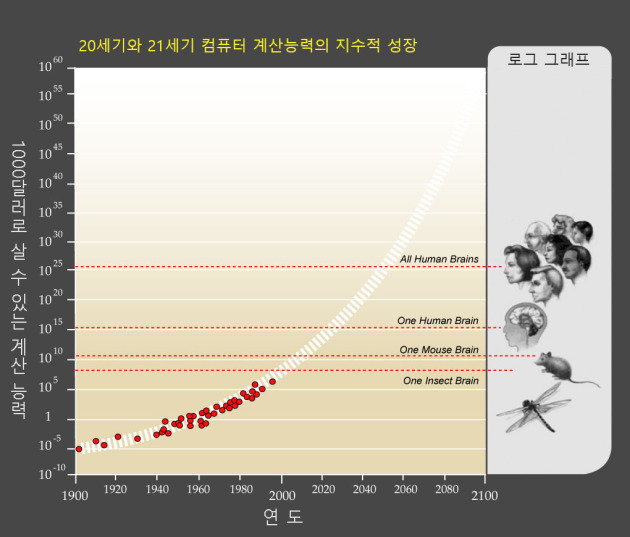 20세기와 21세기 컴퓨터 계산능력의 지수적 성장
로그 그래프
1000달러로 살 수 있는 계산 능력
10^60
10^55
10^50
10^45
10^40
10^35
10^30
10^25
10^20
10^15
10^10
10^5
1
10^-5
10^-10
All Human Brains
One Human Brain
One Mouse Brain
One Insect Brain
1900 1920 1940 1960 1980 2000 2020 2040 2060 2080 2100
연 도